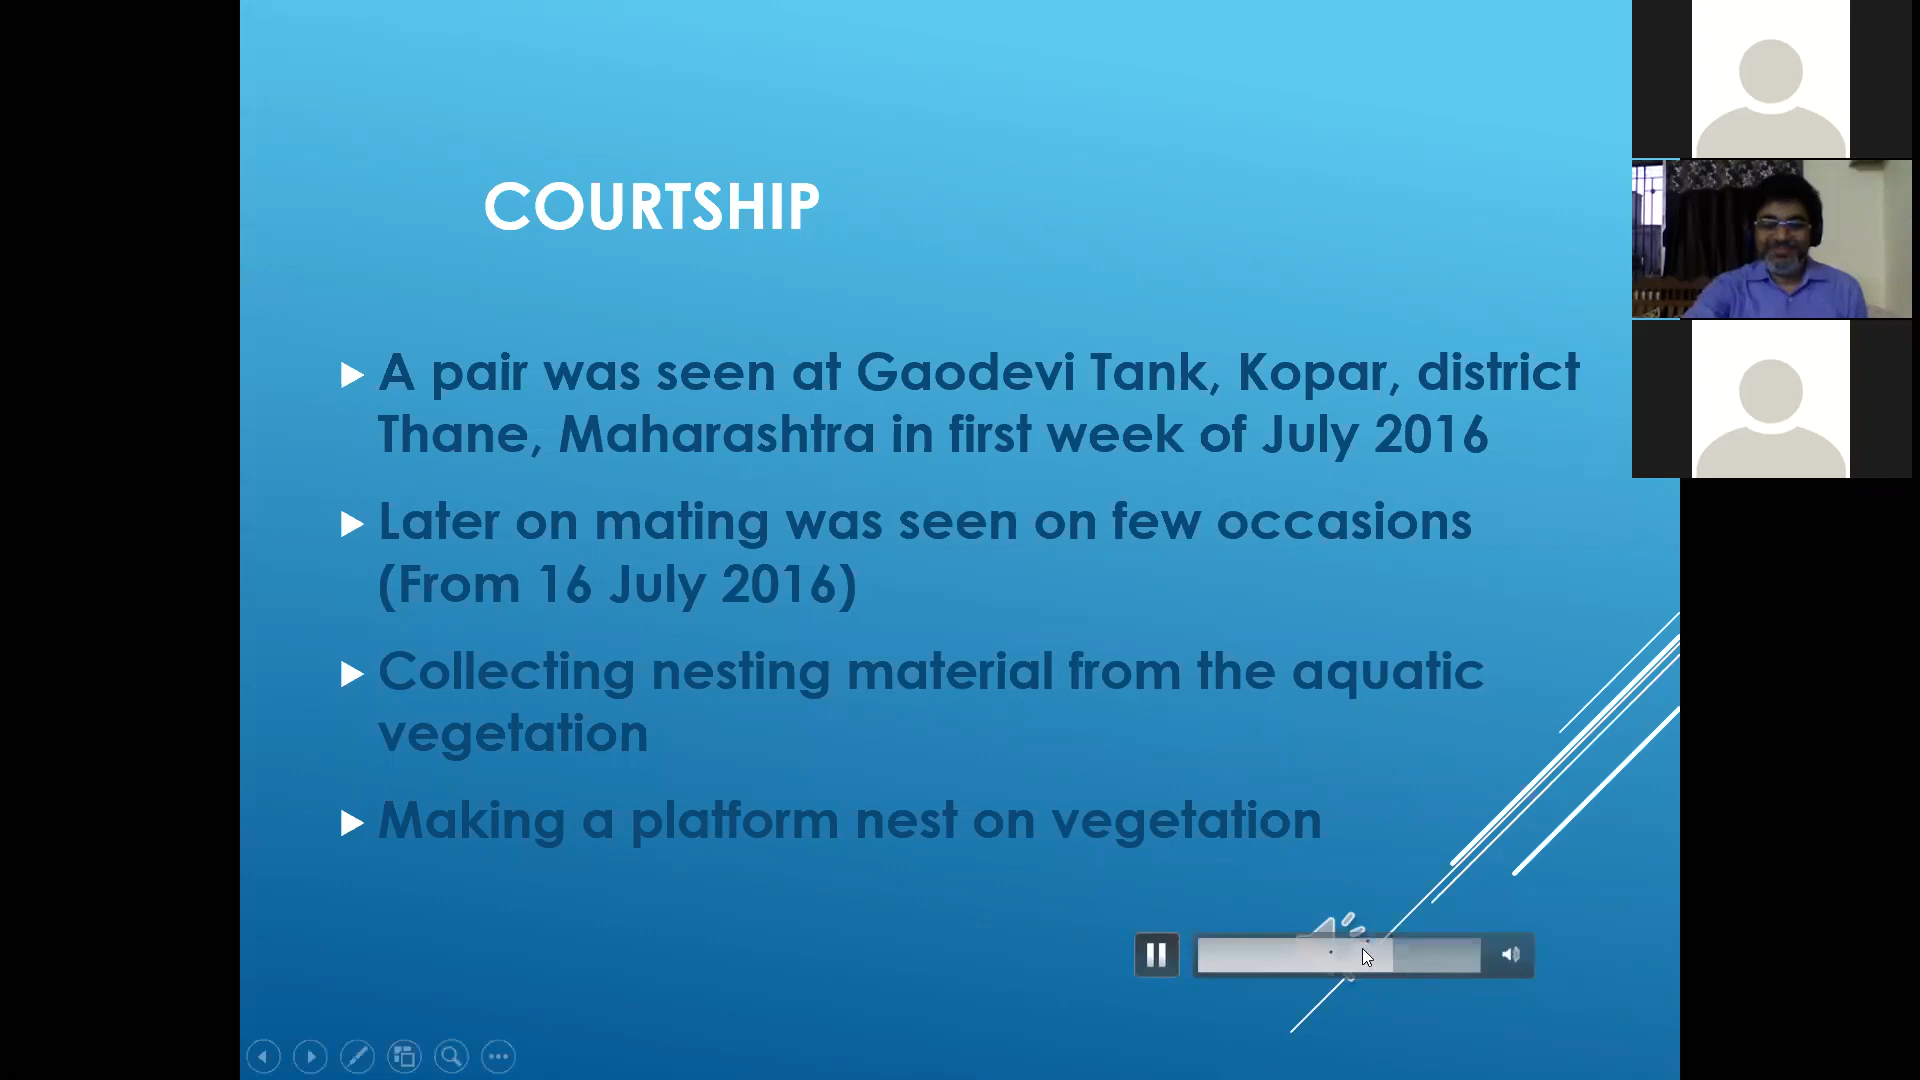 COURTSHIP
A pair was seen at Gaodevi Tank, Kopar, district
Thane, Maharashtra in first week of July 2016
Later on mating was seen on few occasions
(From 16 July 2016)
Collecting nesting material from the aquatic
vegetation
Making a platform nest on vegetation